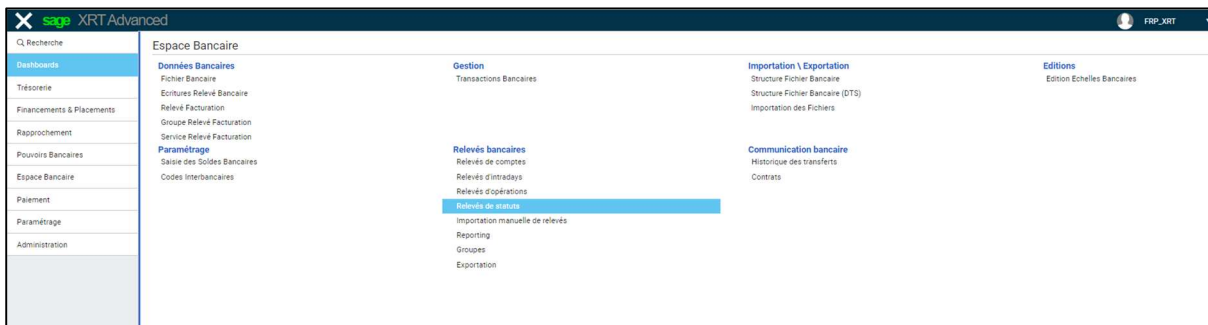 sage XRT Advanced
FRP_XRT
Recherche
Dashboards
Trésorerie
Financements & Placements
Rapprochement
Pouvoirs Bancaires
Espace Bancaire
Paiement
Paramétrage
Administration
Espace Bancaire
Données Bancaires
Fichier Bancaire
Ecritures Relevé Bancaire
Relevé Facturation
Groupe Relevé Facturation
Service Relevé Facturation
Paramétrage
Saisie des Soldes Bancaires
Codes Interbancaires
Gestion
Transactions Bancaires
Relevés bancaires
Relevés de comptes
Relevés d'intradays
Relevés d'opérations
Relevés de statuts
Importation manuelle de relevés
Reporting
Groupes
Exportation
Importation \ Exportation
Structure Fichier Bancaire
Structure Fichier Bancaire (DTS)
Importation des Fichiers
Communication bancaire
Historique des transferts
Contrats
Editions
Edition Echelles Bancaires